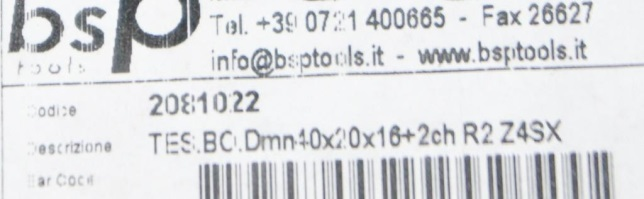 bsp Tel. +39 0721 400665 - Fax 26627
tools info@bsptools.it - www.bsptools.it
Codice 2081022
Descrizione TES.BO.Dmn40x20x16+2ch R2 Z4SX
Bar Code